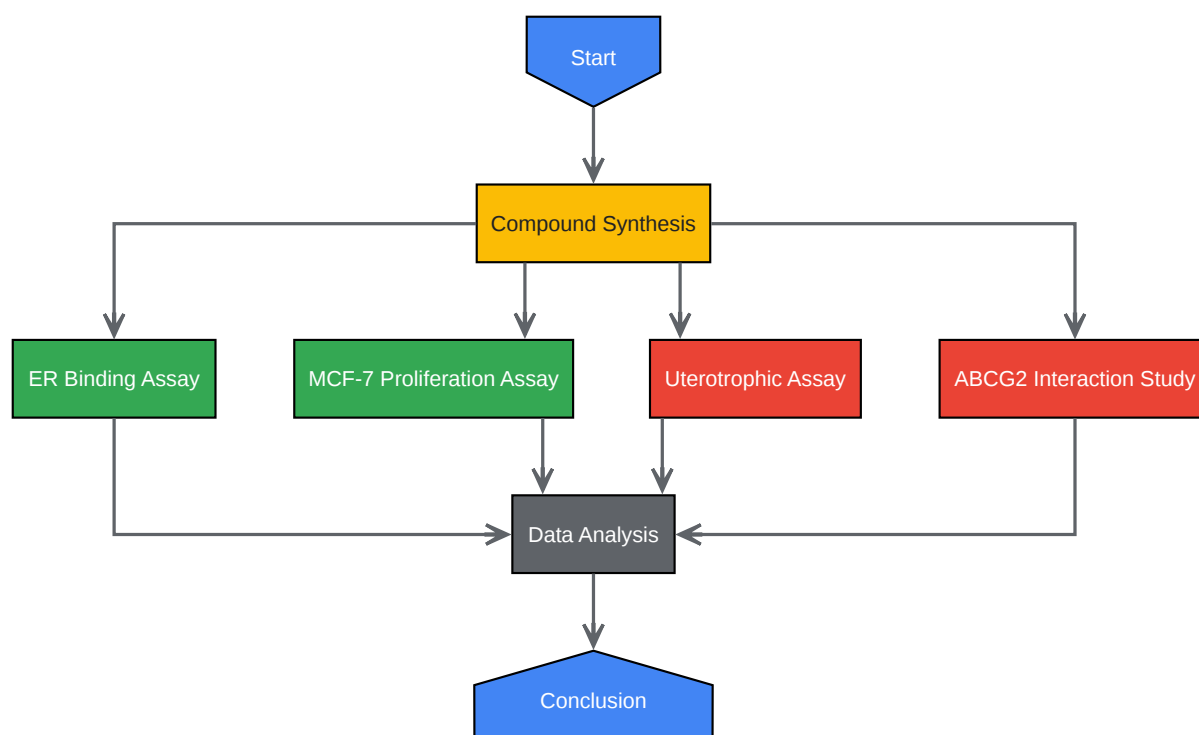 Start
Compound Synthesis
ER Binding Assay
MCF-7 Proliferation Assay
Uterotrophic Assay
ABCG2 Interaction Study
Data Analysis
Conclusion